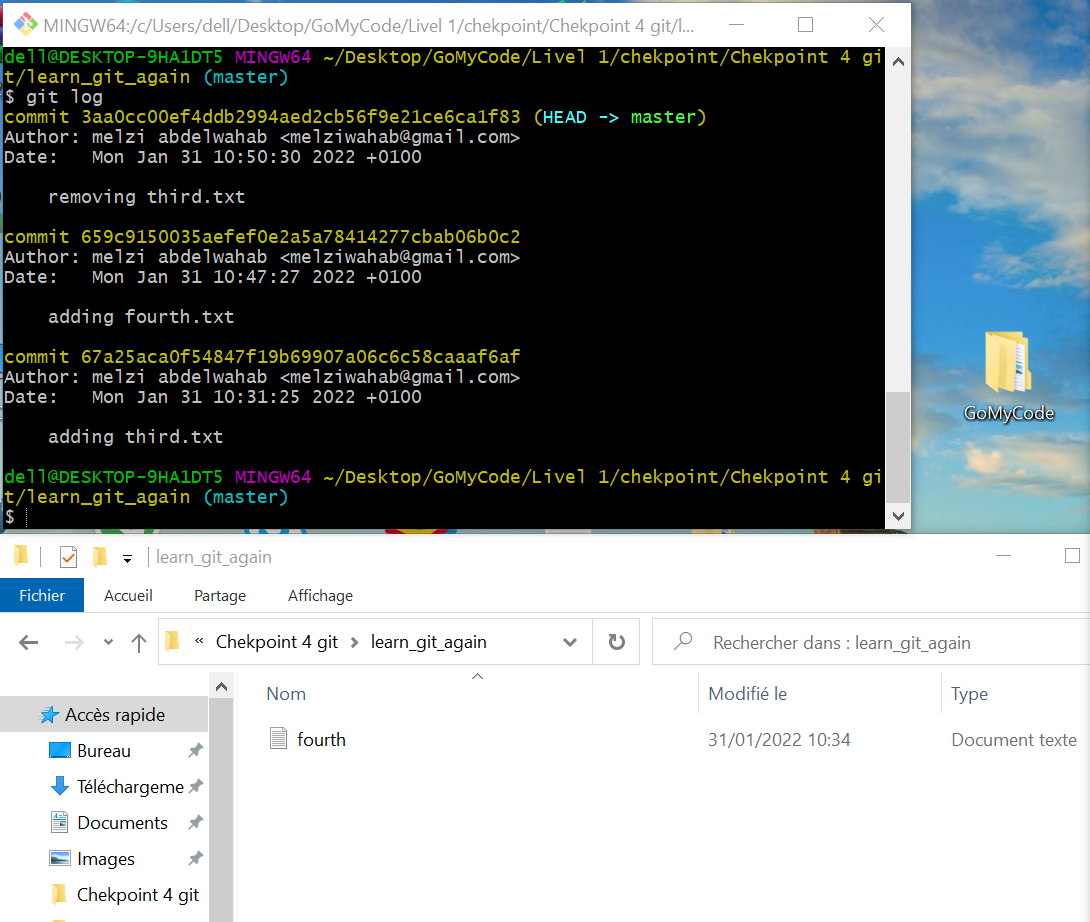 MINGW64:/c/Users/dell/Desktop/GoMyCode/Livel 1/chekpoint/Chekpoint 4 git/l...
dell@DESKTOP-9HA1DT5 MINGW64 ~/Desktop/GoMyCode/Livel 1/chekpoint/Chekpoint 4 gi
t/learn_git_again (master)
$ git log
commit 3aa0cc00ef4ddb2994aed2cb56f9e21ce6ca1f83 (HEAD -> master)
Author: melzi abdelwahab <melziwahab@gmail.com>
Date:   Mon Jan 31 10:50:30 2022 +0100
removing third.txt
commit 659c9150035aefef0e2a5a78414277cbab06b0c2
Author: melzi abdelwahab <melziwahab@gmail.com>
Date:   Mon Jan 31 10:47:27 2022 +0100
adding fourth.txt
commit 67a25aca0f54847f19b69907a06c6c58caaaf6af
Author: melzi abdelwahab <melziwahab@gmail.com>
Date:   Mon Jan 31 10:31:25 2022 +0100
adding third.txt
dell@DESKTOP-9HA1DT5 MINGW64 ~/Desktop/GoMyCode/Livel 1/chekpoint/Chekpoint 4 gi
t/learn_git_again (master)
$
GoMyCode
learn_git_again
Fichier Accueil Partage Affichage
« Chekpoint 4 git > learn_git_again Rechercher dans : learn_git_again
Nom Modifié le Type
fourth 31/01/2022 10:34 Document texte
Accès rapide
Bureau
Téléchargeme
Documents
Images
Chekpoint 4 git